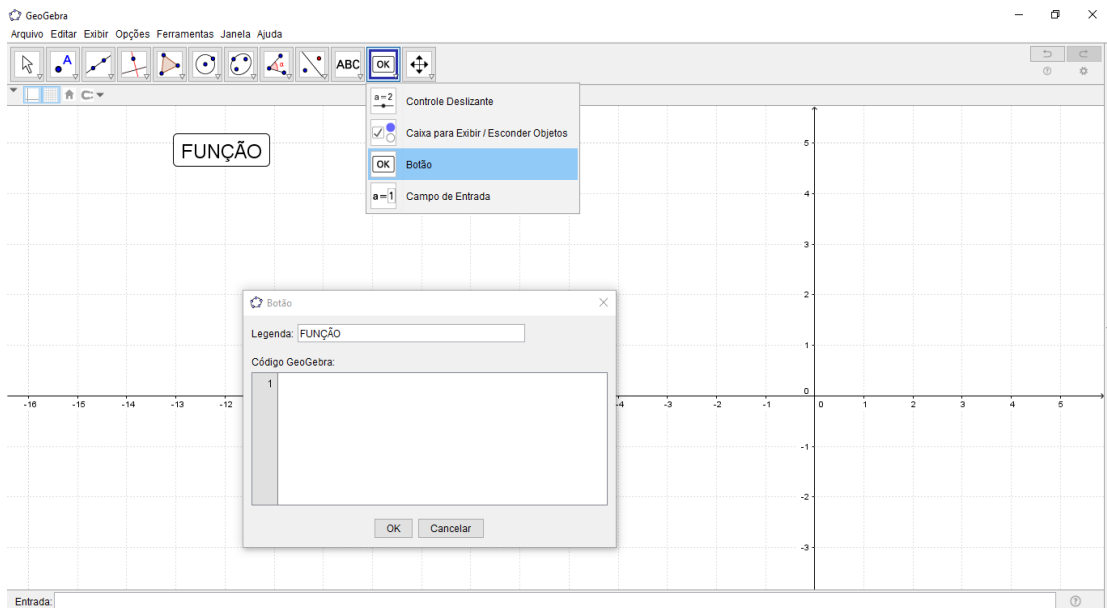 GeoGebra
Arquivo Editar Exibir Opções Ferramentas Janela Ajuda
A ABC OK
a=2 Controle Deslizante
Caixa para Exibir / Esconder Objetos
OK Botão
a=1 Campo de Entrada
FUNÇÃO
5
4
3
2
1
0
-16 -15 -14 -13 -12 -4 -3 -2 -1 0 1 2 3 4 5
-1
-2
-3
Botão
Legenda: FUNÇÃO
Código GeoGebra:
1
OK Cancelar
Entrada: